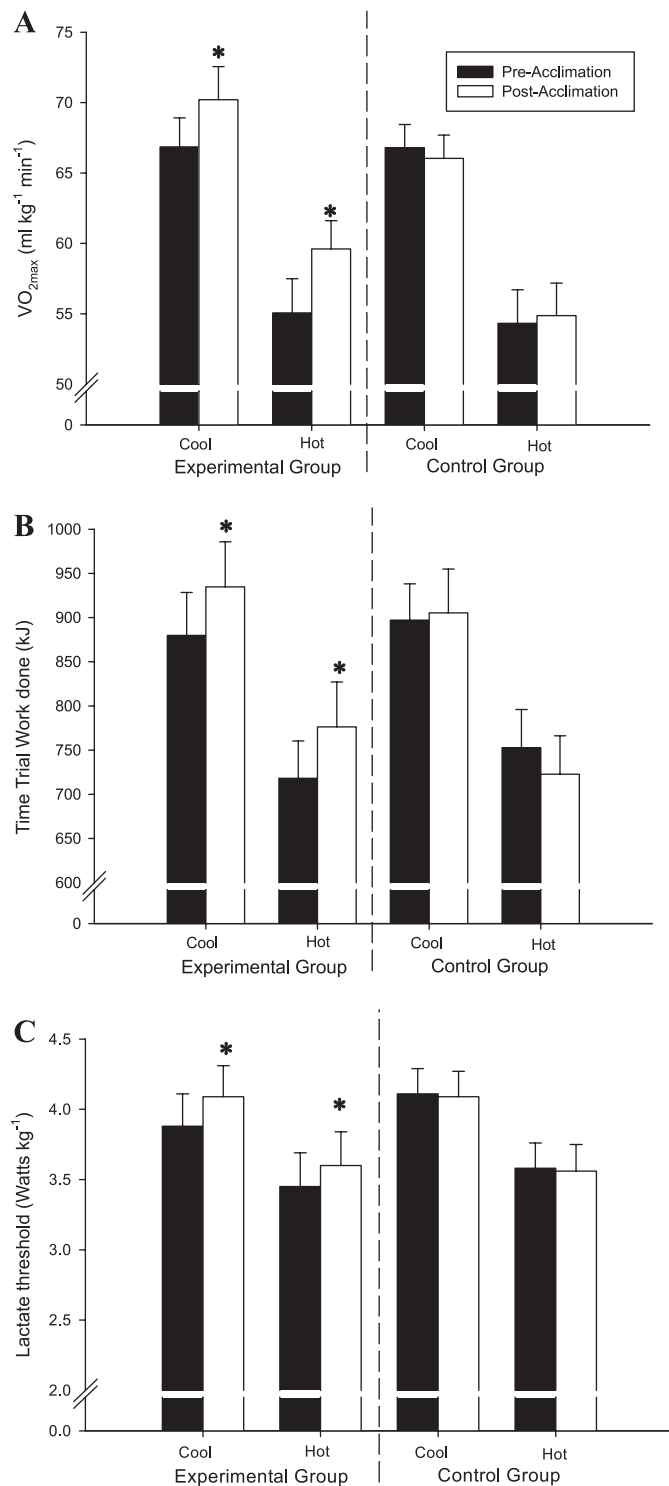 A
75
70
65
60
55
50
0
VO2max (ml kg-1 min-1)
*
*
Pre-Acclimation
Post-Acclimation
Cool Hot Cool Hot
Experimental Group Control Group
B
1000
950
900
850
800
750
700
650
600
0
Time Trial Work done (kJ)
*
*
Cool Hot Cool Hot
Experimental Group Control Group
C
4.5
4.0
3.5
3.0
2.5
2.0
0.0
Lactate threshold (Watts kg-1)
*
*
Cool Hot Cool Hot
Experimental Group Control Group